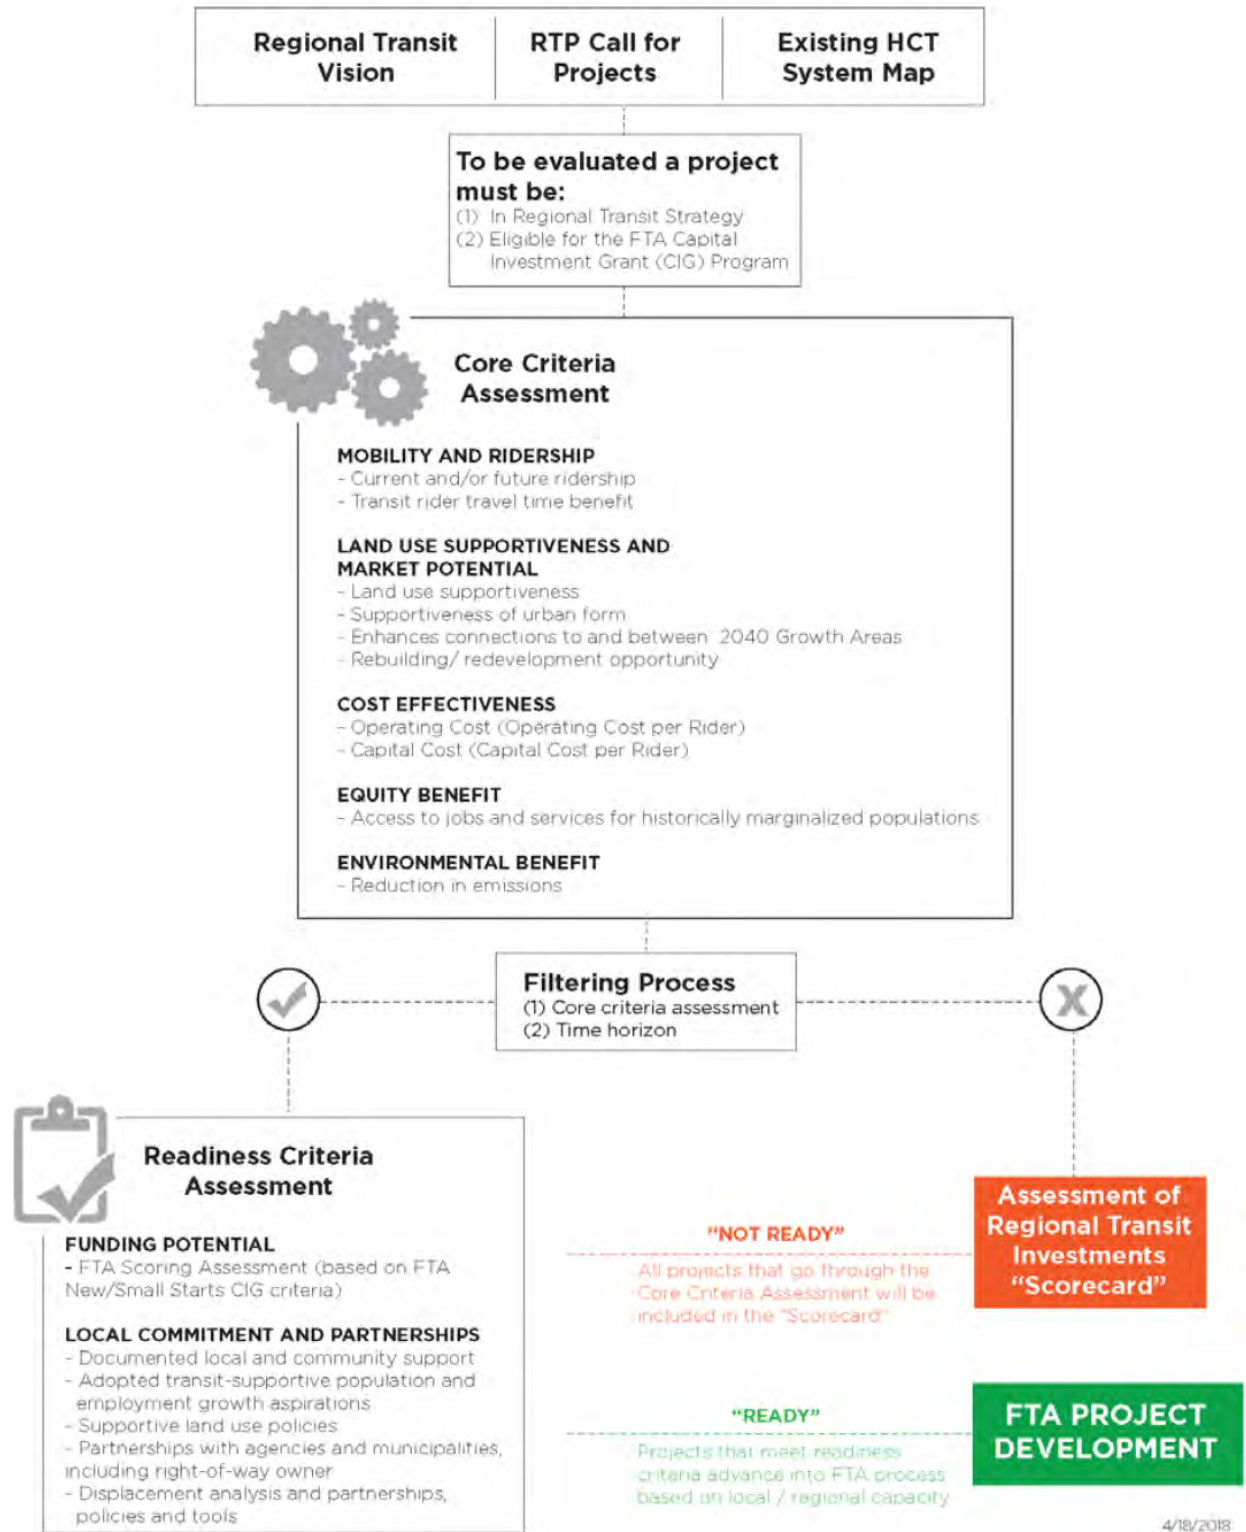 Regional Transit
Vision
RTP Call for
Projects
Existing HCT
System Map
To be evaluated a project
must be:
(1) In Regional Transit Strategy
(2) Eligible for the FTA Capital
Investment Grant (CIG) Program
Core Criteria
Assessment
MOBILITY AND RIDERSHIP
- Current and/or future ridership
- Transit rider travel time benefit
LAND USE SUPPORTIVENESS AND
MARKET POTENTIAL
- Land use supportiveness
- Supportiveness of urban form
- Enhances connections to and between 2040 Growth Areas
- Rebuilding/ redevelopment opportunity
COST EFFECTIVENESS
- Operating Cost (Operating Cost per Rider)
- Capital Cost (Capital Cost per Rider)
EQUITY BENEFIT
- Access to jobs and services for historically marginalized populations
ENVIRONMENTAL BENEFIT
- Reduction in emissions
Filtering Process
(1) Core criteria assessment
(2) Time horizon
X
Readiness Criteria
Assessment
FUNDING POTENTIAL
- FTA Scoring Assessment (based on FTA
New/Small Starts CIG criteria)
LOCAL COMMITMENT AND PARTNERSHIPS
- Documented local and community support
- Adopted transit-supportive population and
employment growth aspirations
- Supportive land use policies
- Partnerships with agencies and municipalities,
including right-of-way owner
- Displacement analysis and partnerships,
policies and tools
"NOT READY"
All projects that go through the
Core Criteria Assessment will be
included in the "Scorecard"
Assessment of
Regional Transit
Investments
"Scorecard"
"READY"
Projects that meet readiness
criteria advance into FTA process
based on local / regional capacity
FTA PROJECT
DEVELOPMENT
4/18/2018